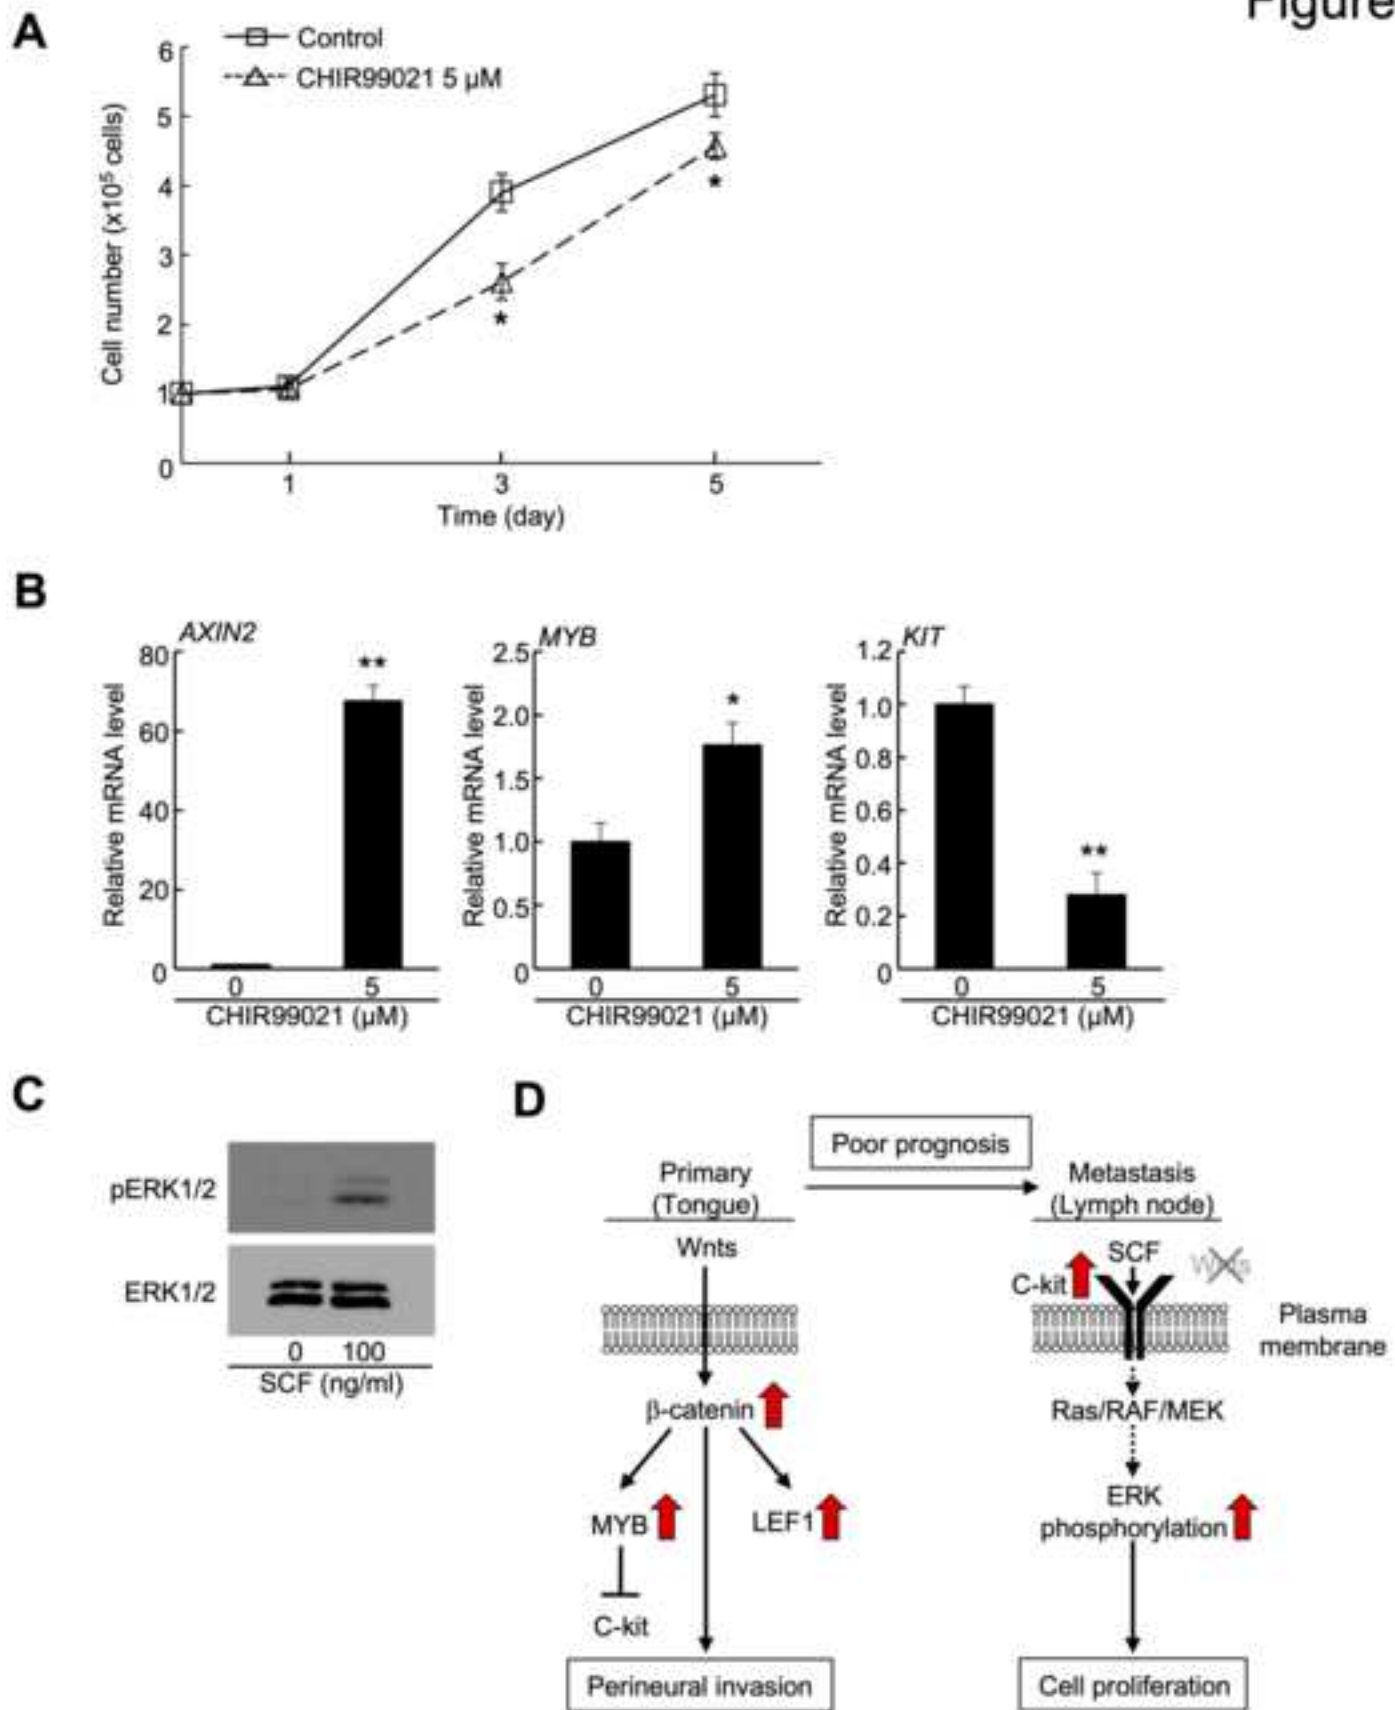 Figure
A
Control
CHIR99021 5 µM
Cell number (x10⁵ cells)
6
5
4
3
2
1
0
1 3 5
Time (day)
*
*
B
AXIN2
Relative mRNA level
80
60
40
20
0
**
0 5
CHIR99021 (µM)
MYB
Relative mRNA level
2.5
2.0
1.5
1.0
0.5
0
*
0 5
CHIR99021 (µM)
KIT
Relative mRNA level
1.2
1.0
0.8
0.6
0.4
0.2
0
**
0 5
CHIR99021 (µM)
C
pERK1/2
ERK1/2
0 100
SCF (ng/ml)
D
Poor prognosis
Primary
(Tongue)
Metastasis
(Lymph node)
Wnts
SCF
Wnts
C-kit
Plasma
membrane
β-catenin
Ras/RAF/MEK
MYB
LEF1
ERK
phosphorylation
C-kit
Perineural invasion
Cell proliferation